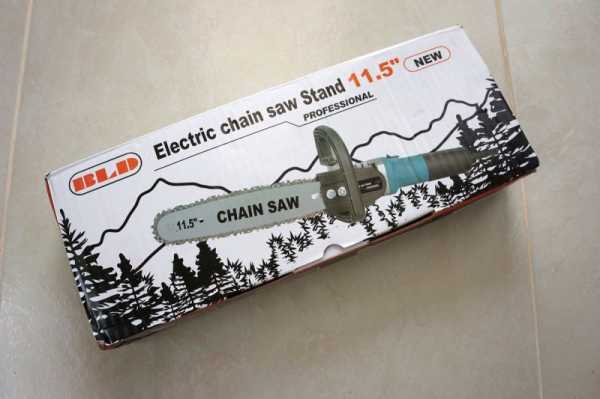 BLD
Electric chain saw Stand 11.5"
NEW
PROFESSIONAL
11.5"-
CHAIN SAW